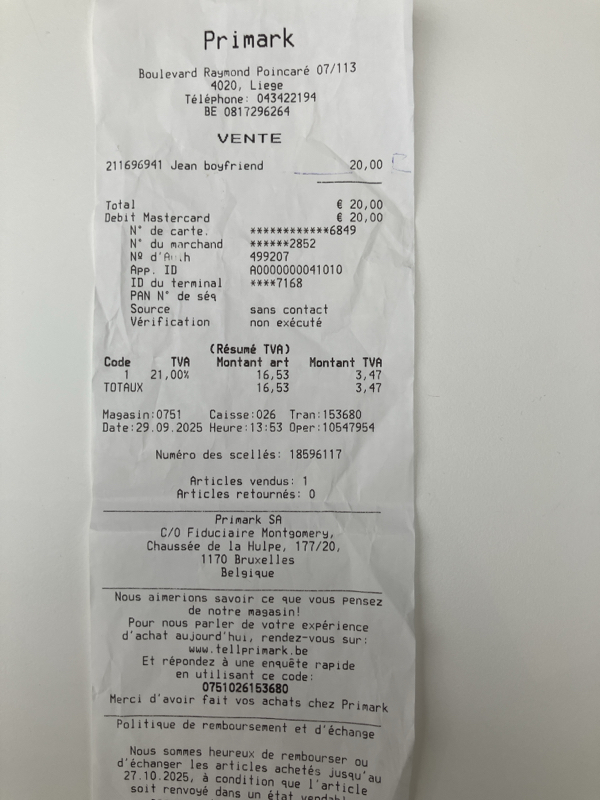 Primark
Boulevard Raymond Poincaré 07/113
4020, Liege
Téléphone: 043422194
BE 0817296264
VENTE
211696941 Jean boyfriend 20,00
Total € 20,00
Debit Mastercard € 20,00
N° de carte. ************6849
N° du marchand ******2852
Nº 499207
App. ID A0000000041010
ID du terminal ****7168
PAN N° de séq
Source sans contact
Vérification non exécuté
(Résumé TVA)
Code TVA Montant art Montant TVA
1 21,00% 16,53 3,47
TOTAUX 16,53 3,47
Magasin:0751 Caisse:026 Tran:153680
Date:29.09.2025 Heure:13:53 Oper:10547954
Numéro des scellés: 18596117
Articles vendus: 1
Articles retournés: 0
Primark SA
C/O Fiduciaire Montgomery,
Chaussée de la Hulpe, 177/20,
1170 Bruxelles
Belgique
Nous aimerions savoir ce que vous pensez
de notre magasin!
Pour nous parler de votre expérience
d'achat aujourd'hui, rendez-vous sur:
www.tellprimark.be
Et répondez à une enquête rapide
en utilisant ce code:
0751026153680
Merci d'avoir fait vos achats chez Primark
Politique de remboursement et d'échange
Nous sommes heureux de rembourser ou
d'échanger les articles achetés jusqu'au
27.10.2025, à condition que l'article
soit renvoyé dans un état